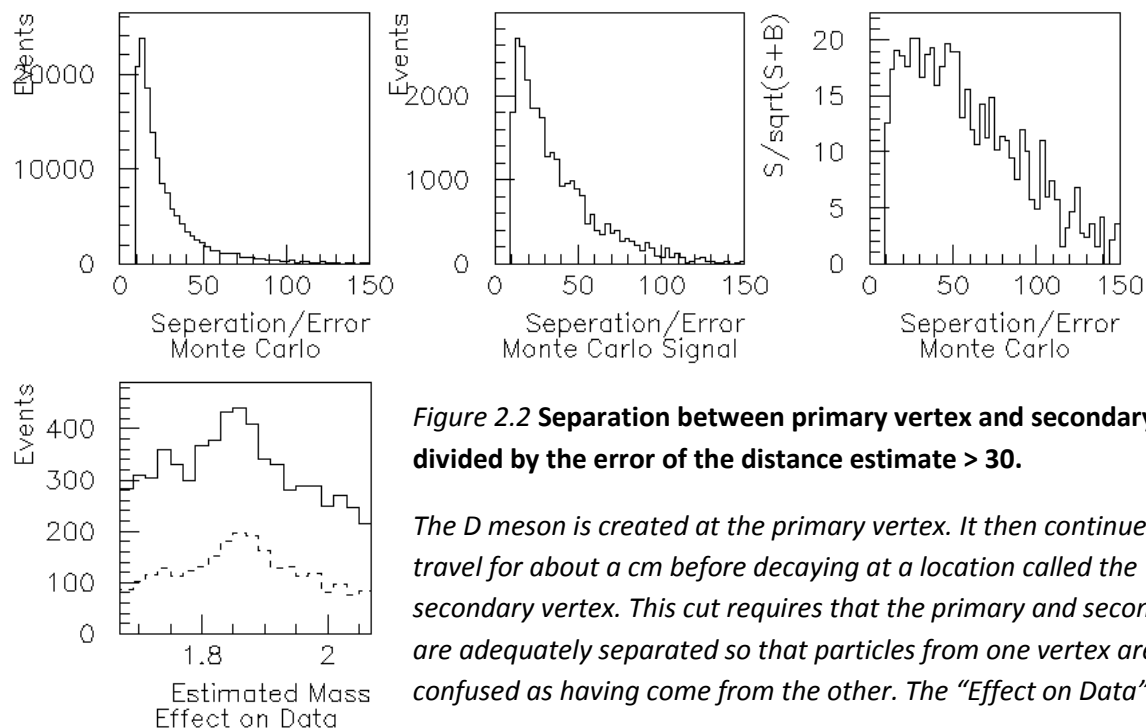 Events
20000
10000
0
0 50 100 150
Seperation/Error
Monte Carlo
Events
2000
1000
0
0 50 100 150
Seperation/Error
Monte Carlo Signal
S/sqrt(S+B)
20
15
10
5
0
0 50 100 150
Seperation/Error
Monte Carlo
Events
400
300
200
100
0
1.8 2
Estimated Mass
Effect on Data
Figure 2.2 Separation between primary vertex and secondary
divided by the error of the distance estimate > 30.
The D meson is created at the primary vertex. It then continue
travel for about a cm before decaying at a location called the
secondary vertex. This cut requires that the primary and secon
are adequately separated so that particles from one vertex are
confused as having come from the other. The “Effect on Data”